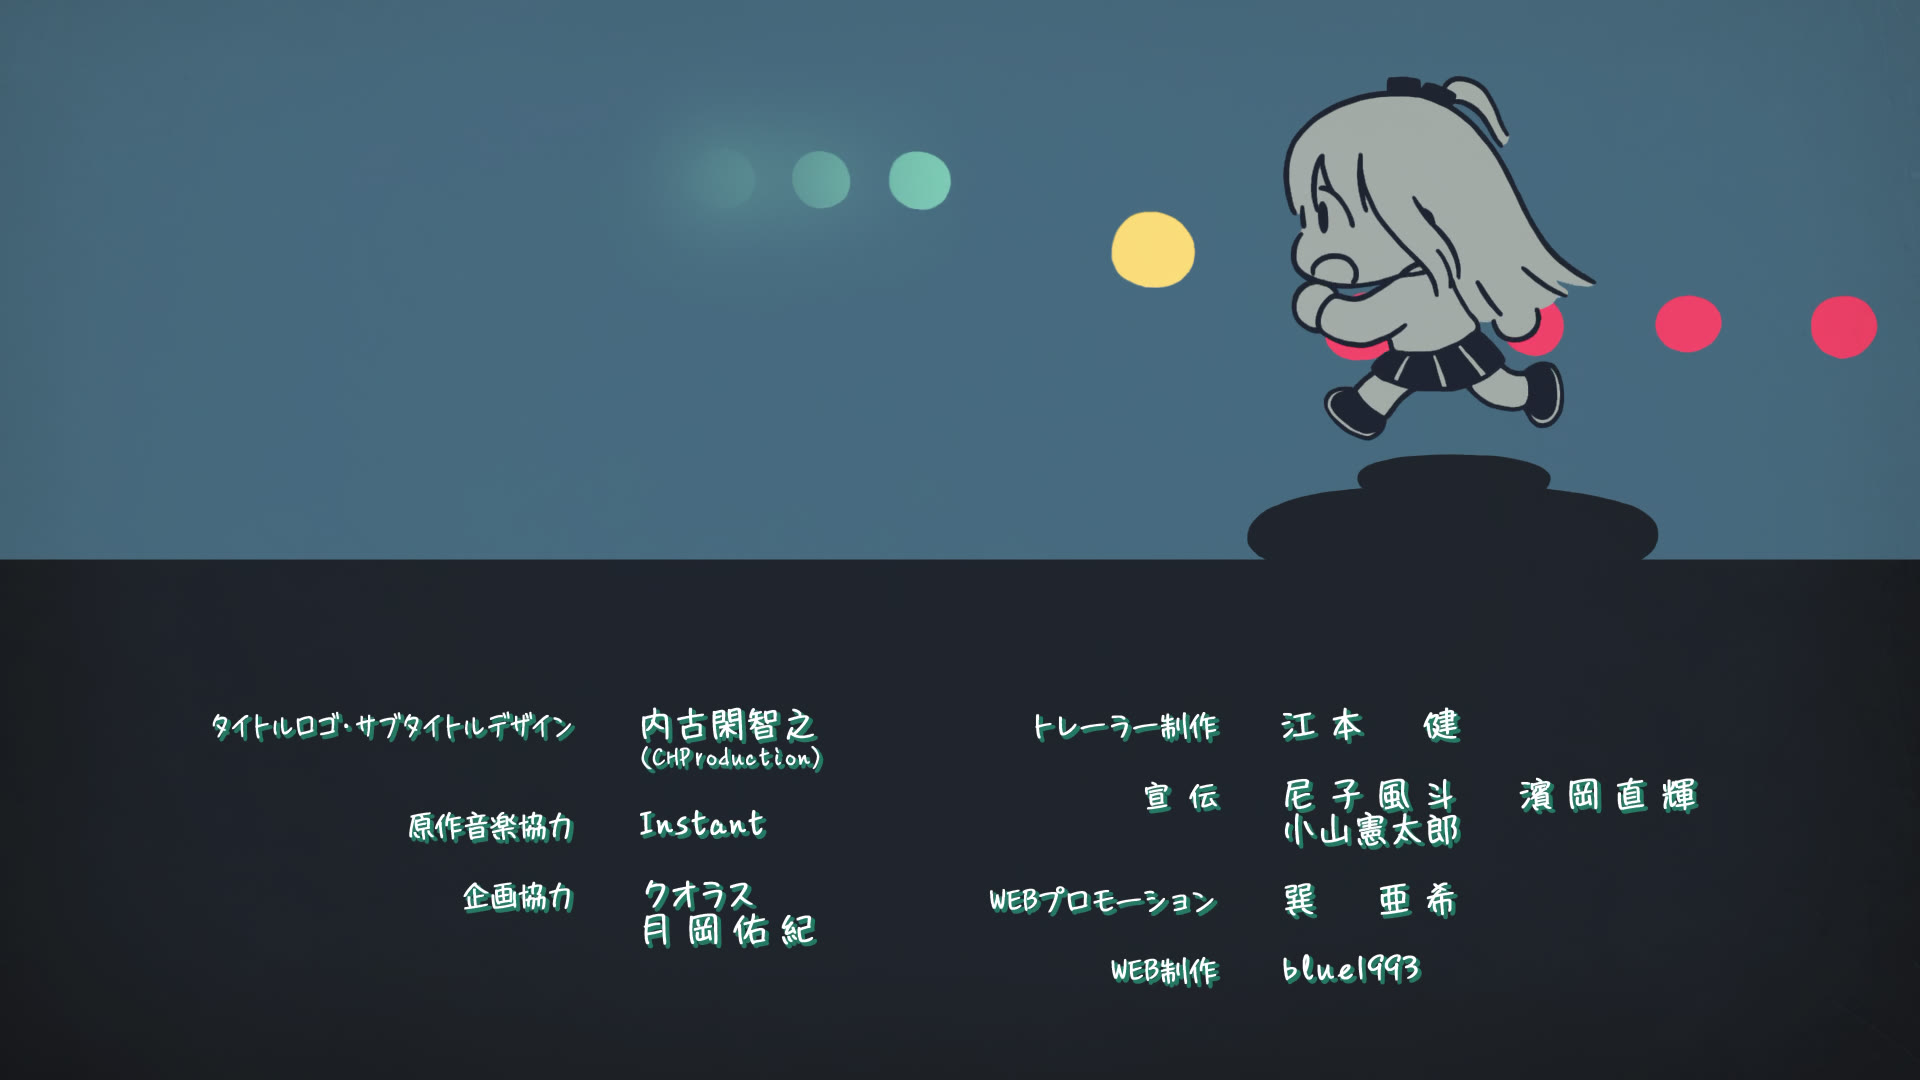 タイトルロゴ・サブタイトルデザイン 内古閑智之
(CHProduction)
原作音楽協力 Instant
企画協力 クオラス
月岡佑紀
トレーラー制作 江本 健
宣伝 尼子風斗 濱岡直輝
小山憲太郎
WEBプロモーション 巽 亜希
WEB制作 blue1993